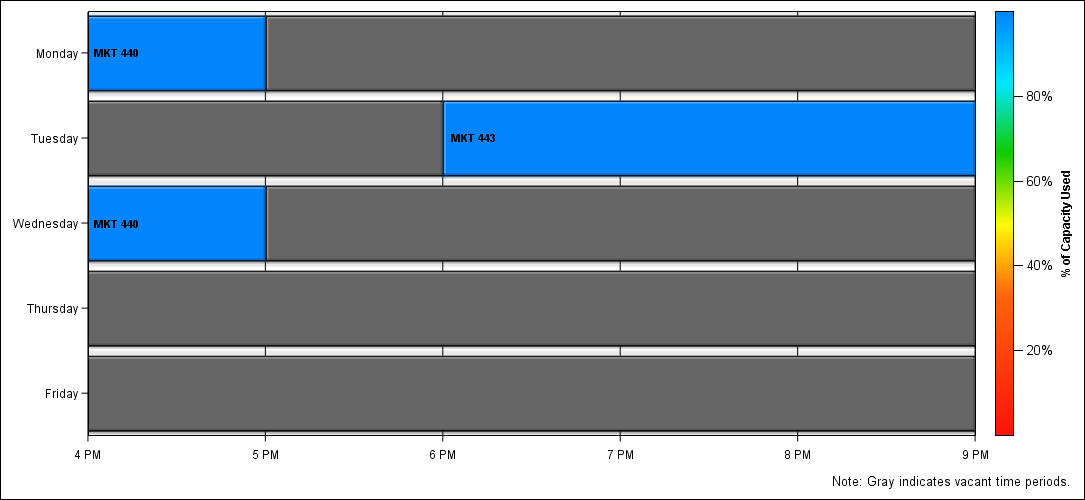 Monday
MKT 440
Tuesday
MKT 443
Wednesday
MKT 440
Thursday
Friday
4 PM
5 PM
6 PM
7 PM
8 PM
9 PM
80%
60%
40%
20%
% of Capacity Used
Note: Gray indicates vacant time periods.